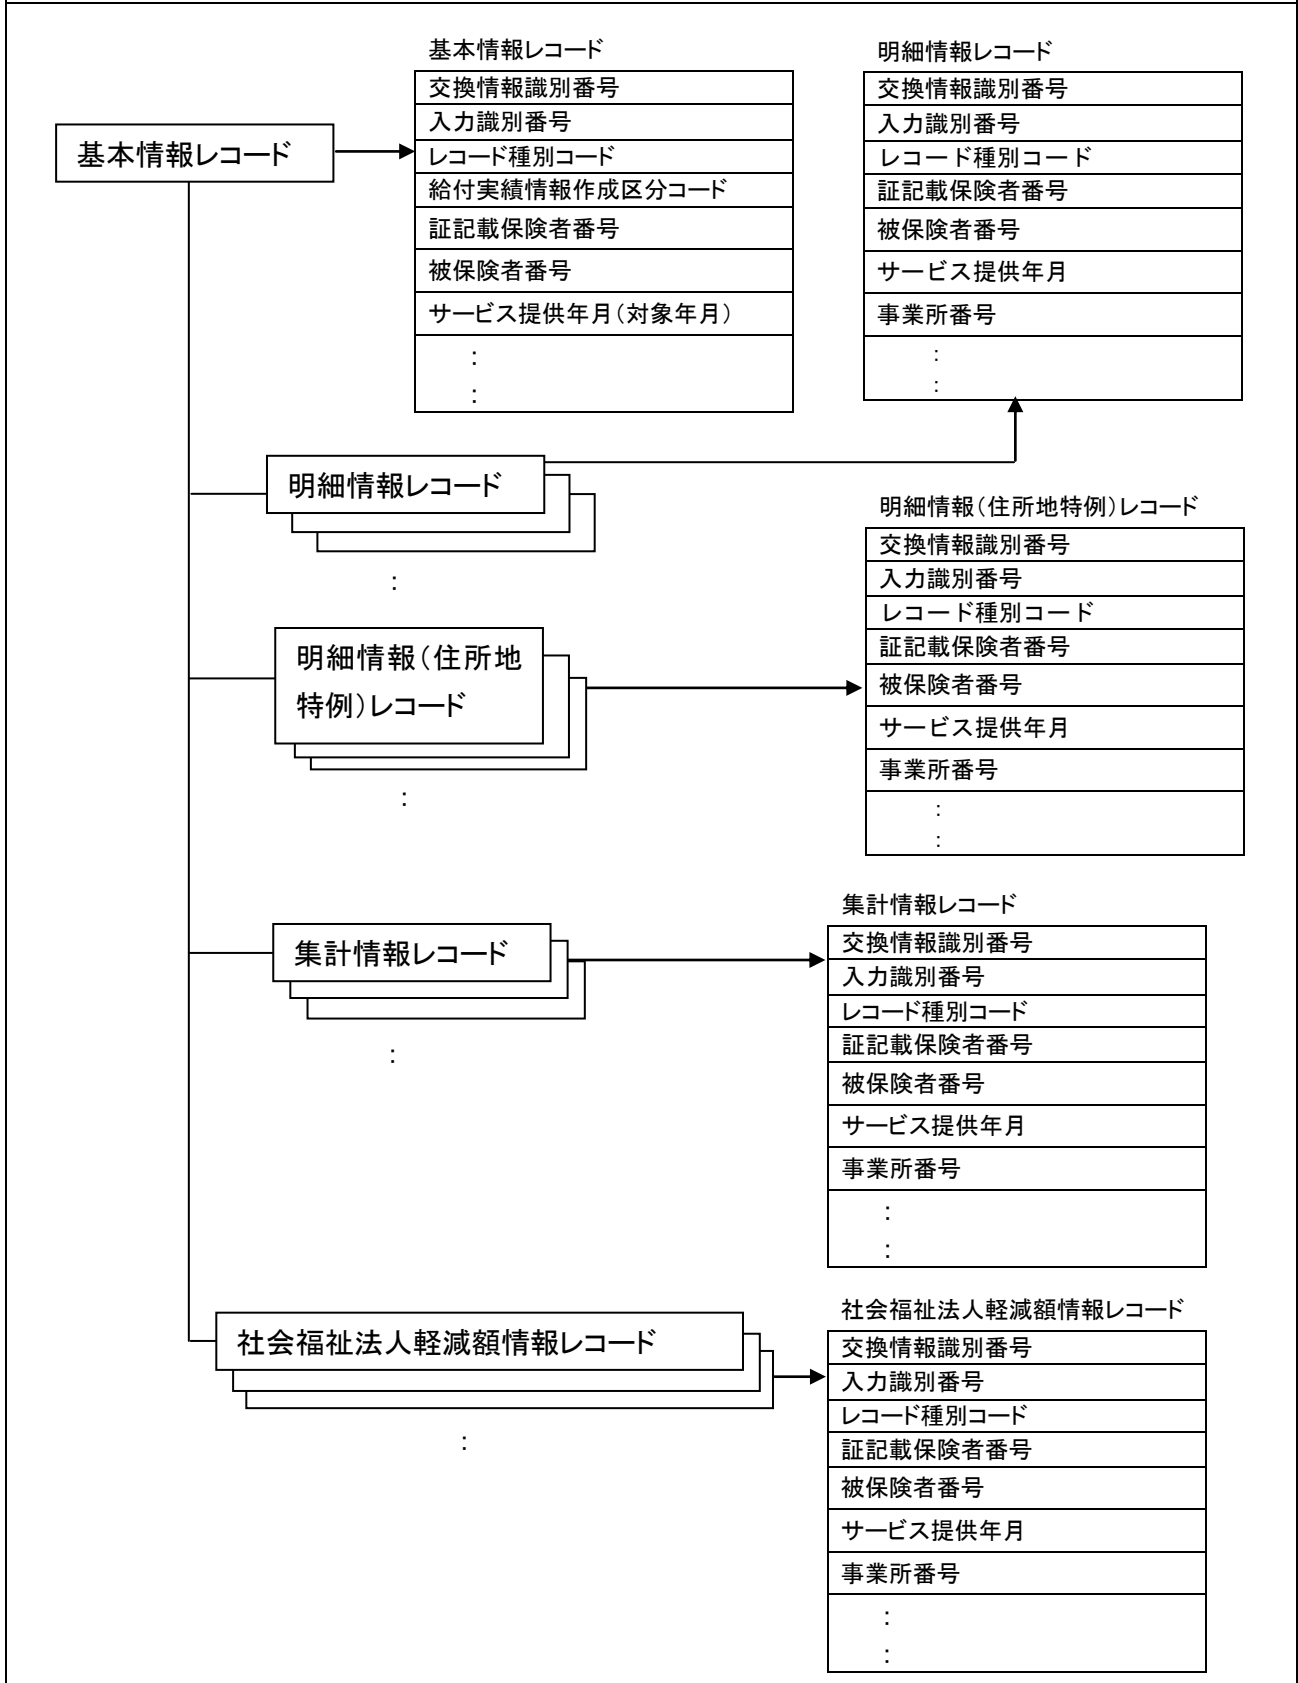 基本情報レコード
基本情報レコード
交換情報識別番号
入力識別番号
レコード種別コード
給付実績情報作成区分コード
証記載保険者番号
被保険者番号
サービス提供年月(対象年月)
:
:
明細情報レコード
交換情報識別番号
入力識別番号
レコード種別コード
証記載保険者番号
被保険者番号
サービス提供年月
事業所番号
:
:
明細情報レコード
:
明細情報(住所地
特例)レコード
:
明細情報(住所地特例)レコード
交換情報識別番号
入力識別番号
レコード種別コード
証記載保険者番号
被保険者番号
サービス提供年月
事業所番号
:
:
集計情報レコード
:
集計情報レコード
交換情報識別番号
入力識別番号
レコード種別コード
証記載保険者番号
被保険者番号
サービス提供年月
事業所番号
:
:
社会福祉法人軽減額情報レコード
:
社会福祉法人軽減額情報レコード
交換情報識別番号
入力識別番号
レコード種別コード
証記載保険者番号
被保険者番号
サービス提供年月
事業所番号
:
: